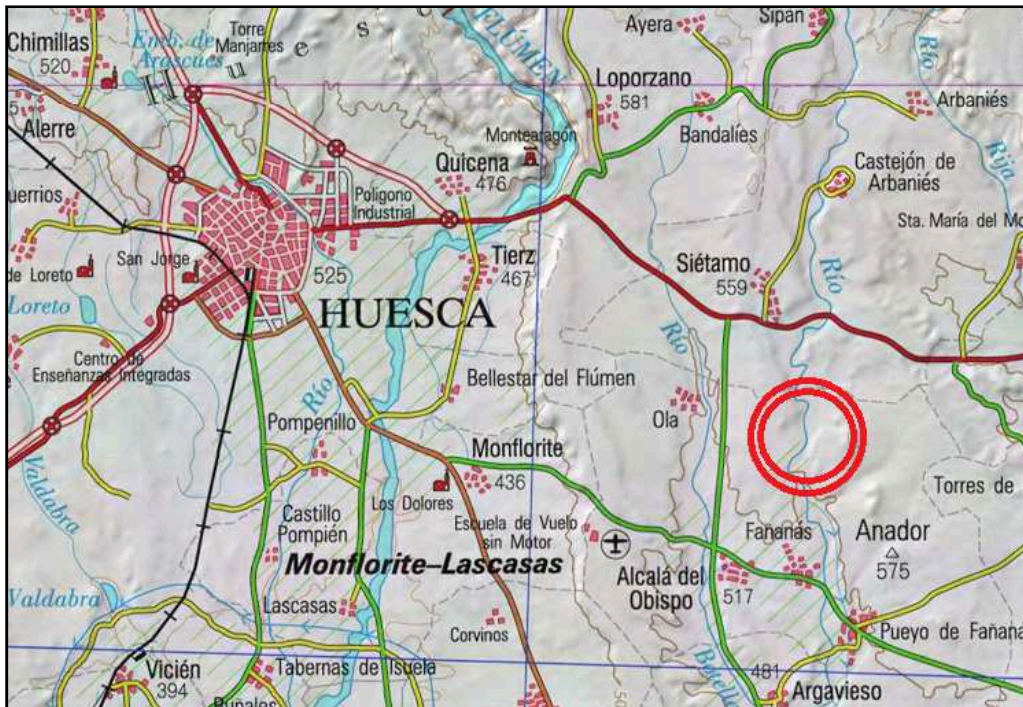 Chimillas
520
Emb. de
Arascués
Torre
Manjarres
H u e s c
FLÚMEN
Ayera
Sipán
Río
Loporzano
581
Bandalíes
Arbaniés
5
Alerre
Montearagón
Quicena
476
Castejón de
Arbaniés
Polígono
Industrial
uerrios
Sta. María del Mo
San Jorge
de Loreto
525
Tierz
467
Siétamo
559
Río
Loreto
HUESCA
Río
Centro de
Enseñanzas Integradas
Bellestar del Flúmen
Ola
Río
Pompenillo
Monflorite
436
Valdabra
Los Dolores
Torres de
Castillo
Pompién
Escuela de Vuelo
sin Motor
Fañanás
Anador
575
Monflorite–Lascasas
Alcalá del
Obispo
517
Valdabra
Lascasas
Corvinos
Pueyo de Fañana
Vicién
394
Tabernas de Isuela
481
Argavieso